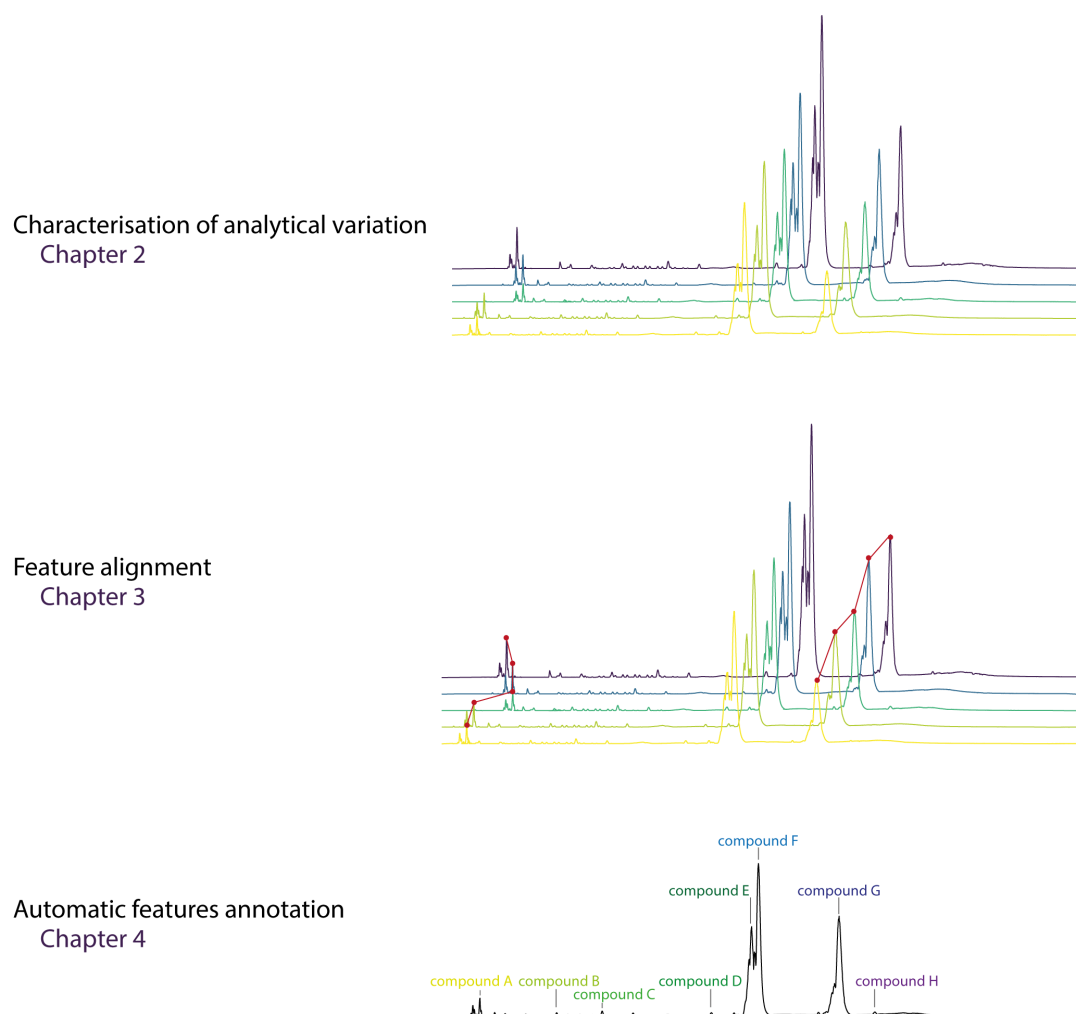 Characterisation of analytical variation
Chapter 2
Feature alignment
Chapter 3
Automatic features annotation
Chapter 4
compound F
compound E
compound G
compound A
compound B
compound C
compound D
compound H